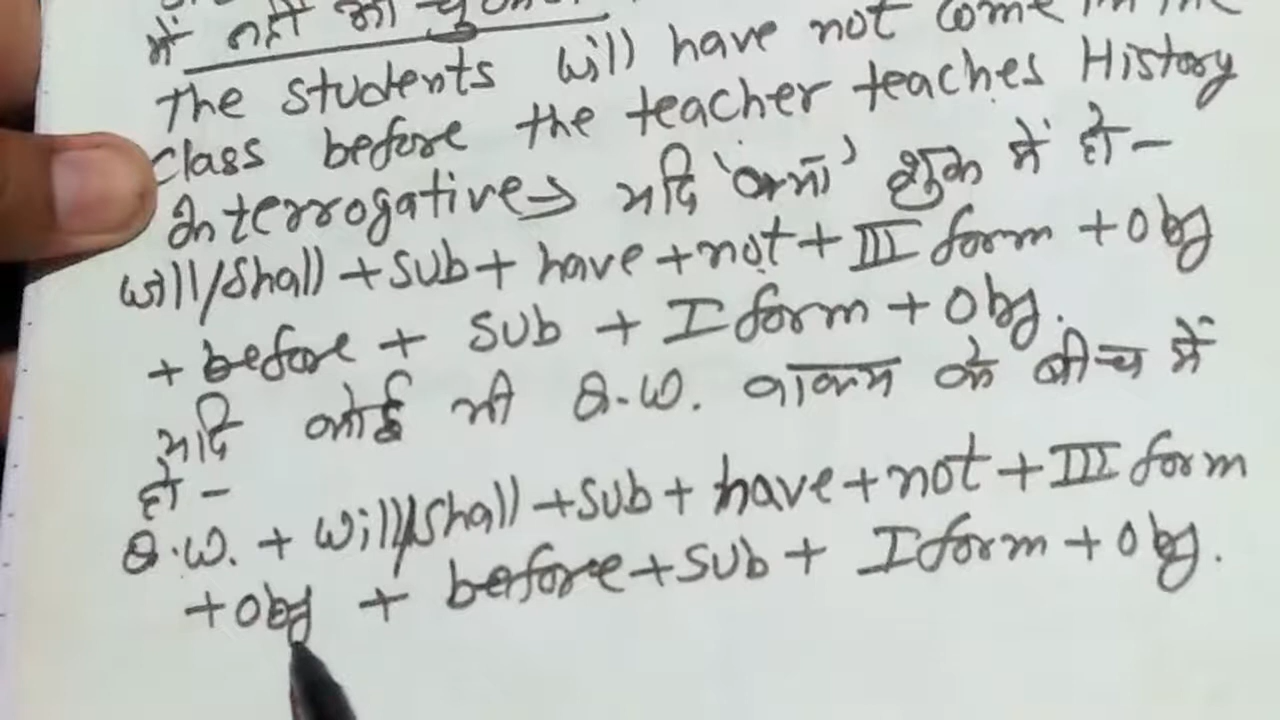 में नहीं आ चुके
The students will have not come in the
class before the teacher teaches History
Interrogative → यदि 'क्या' शुरू में हो -
will/shall + sub + have + not + III form + obj
+ before + sub + I form + obj.
यदि कोई भी Q.W. वाक्य के बीच में
हो -
Q.W. + will/shall + sub + have + not + III form
+ obj + before + sub + I form + obj.